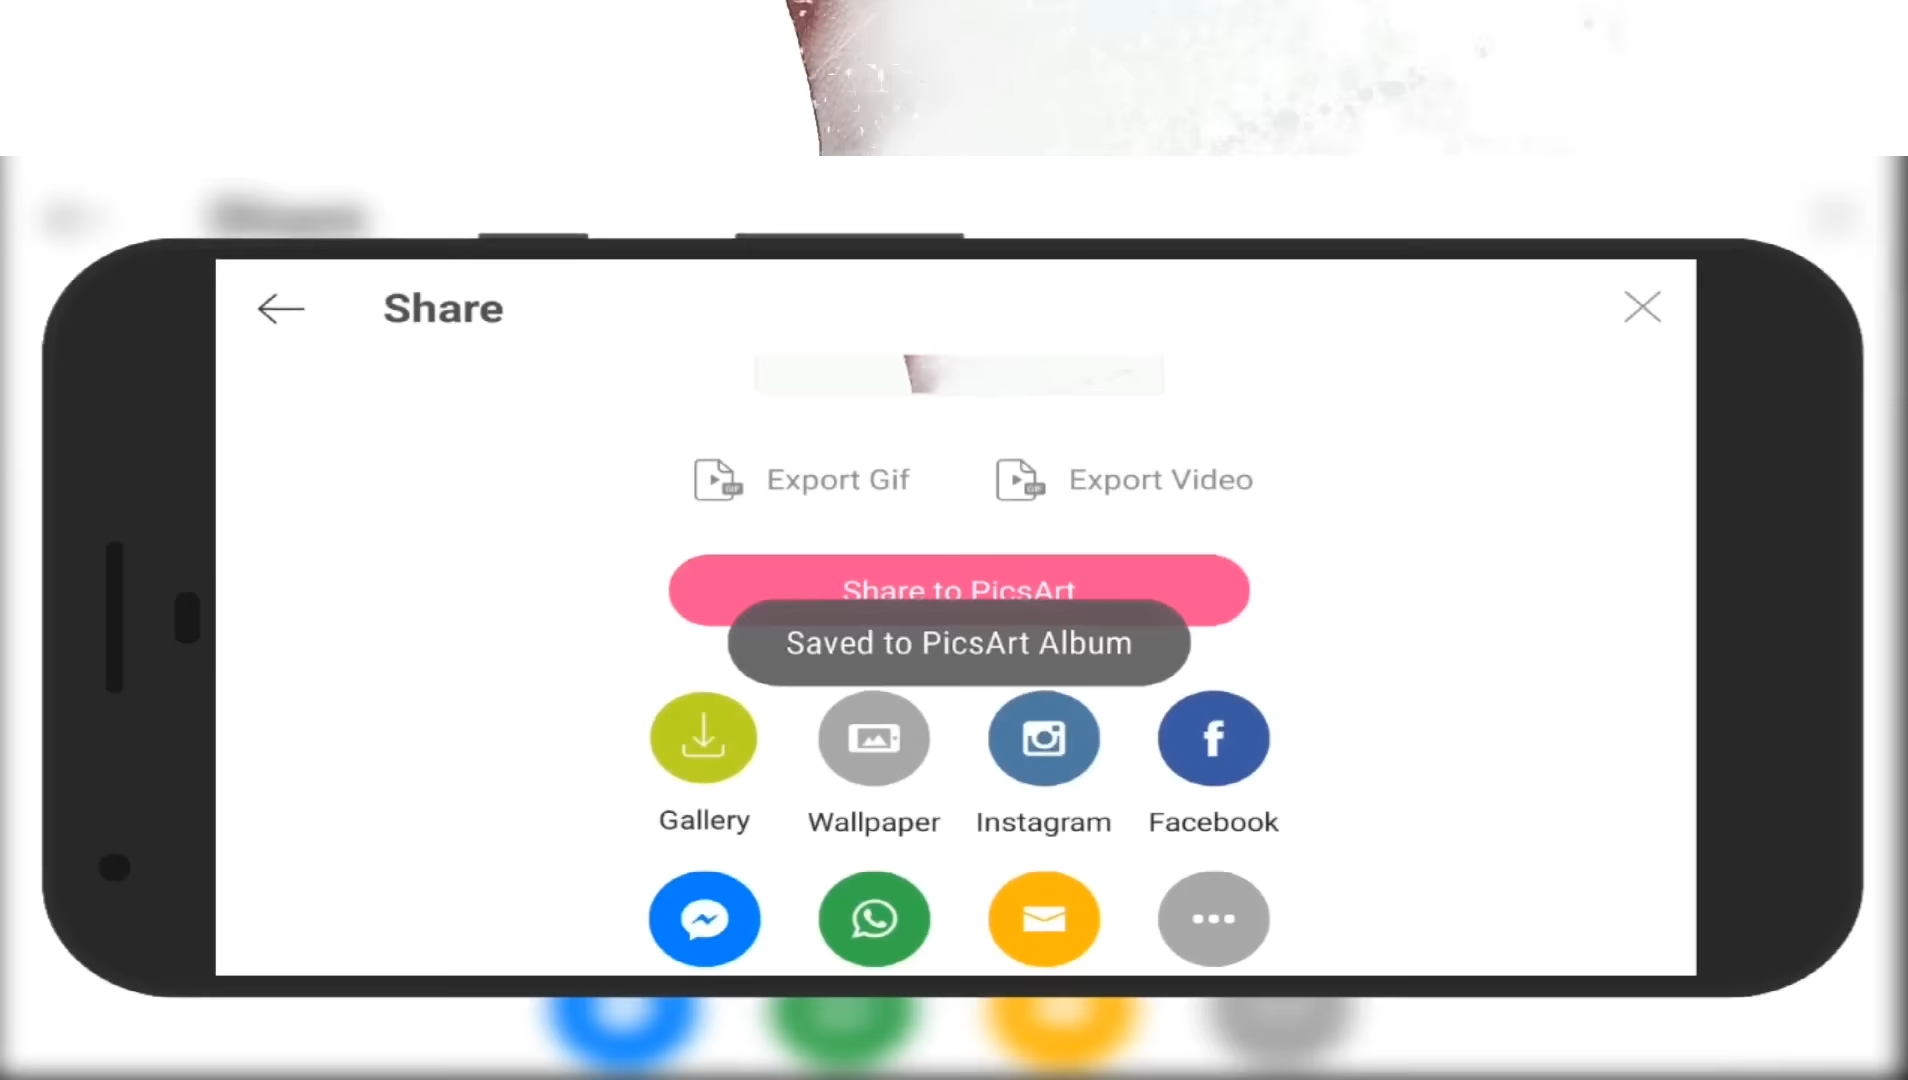 Share
Export Gif
Export Video
Share to PicsArt
Saved to PicsArt Album
Gallery
Wallpaper
Instagram
Facebook